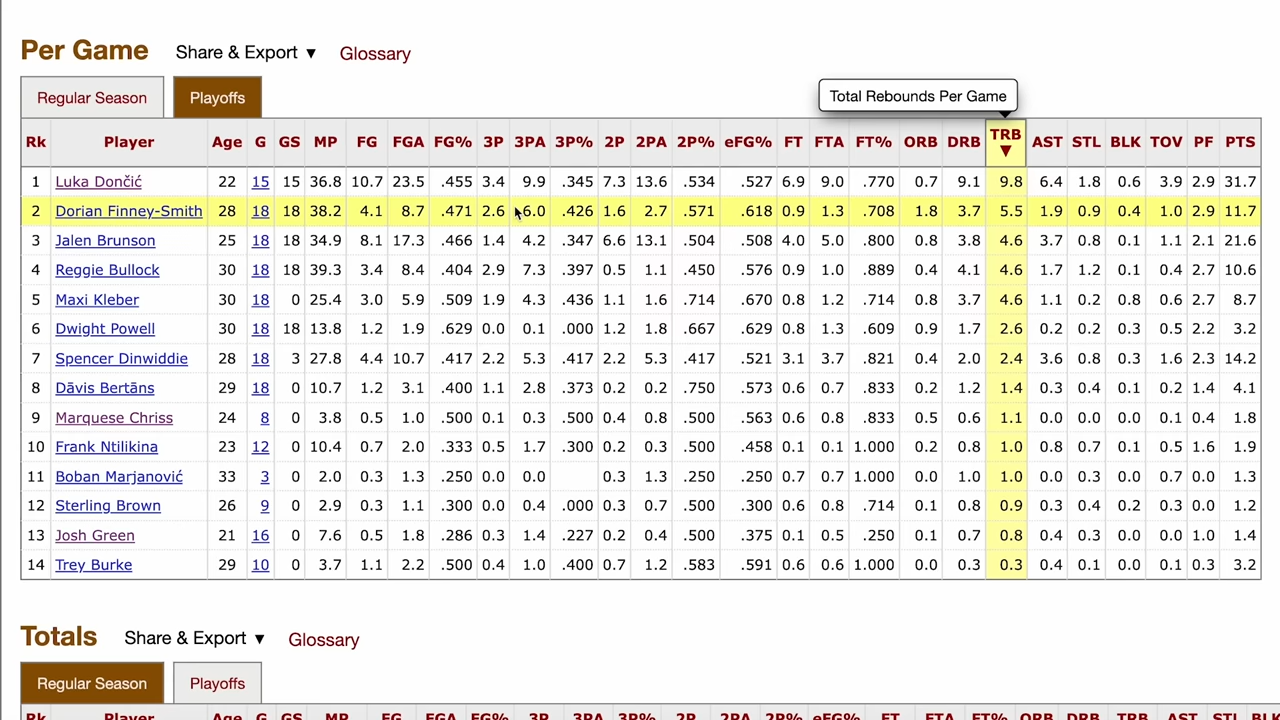 Per Game Share & Export ▼ Glossary
Regular Season Playoffs
Total Rebounds Per Game
Rk Player Age G GS MP FG FGA FG% 3P 3PA 3P% 2P 2PA 2P% eFG% FT FTA FT% ORB DRB TRB ▼ AST STL BLK TOV PF PTS
1 Luka Dončić 22 15 15 36.8 10.7 23.5 .455 3.4 9.9 .345 7.3 13.6 .534 .527 6.9 9.0 .770 0.7 9.1 9.8 6.4 1.8 0.6 3.9 2.9 31.7
2 Dorian Finney-Smith 28 18 18 38.2 4.1 8.7 .471 2.6 6.0 .426 1.6 2.7 .571 .618 0.9 1.3 .708 1.8 3.7 5.5 1.9 0.9 0.4 1.0 2.9 11.7
3 Jalen Brunson 25 18 18 34.9 8.1 17.3 .466 1.4 4.2 .347 6.6 13.1 .504 .508 4.0 5.0 .800 0.8 3.8 4.6 3.7 0.8 0.1 1.1 2.1 21.6
4 Reggie Bullock 30 18 18 39.3 3.4 8.4 .404 2.9 7.3 .397 0.5 1.1 .450 .576 0.9 1.0 .889 0.4 4.1 4.6 1.7 1.2 0.1 0.4 2.7 10.6
5 Maxi Kleber 30 18 0 25.4 3.0 5.9 .509 1.9 4.3 .436 1.1 1.6 .714 .670 0.8 1.2 .714 0.8 3.7 4.6 1.1 0.2 0.8 0.6 2.7 8.7
6 Dwight Powell 30 18 18 13.8 1.2 1.9 .629 0.0 0.1 .000 1.2 1.8 .667 .629 0.8 1.3 .609 0.9 1.7 2.6 0.2 0.2 0.3 0.5 2.2 3.2
7 Spencer Dinwiddie 28 18 3 27.8 4.4 10.7 .417 2.2 5.3 .417 2.2 5.3 .417 .521 3.1 3.7 .821 0.4 2.0 2.4 3.6 0.8 0.3 1.6 2.3 14.2
8 Dāvis Bertāns 29 18 0 10.7 1.2 3.1 .400 1.1 2.8 .373 0.2 0.2 .750 .573 0.6 0.7 .833 0.2 1.2 1.4 0.3 0.4 0.1 0.2 1.4 4.1
9 Marquese Chriss 24 8 0 3.8 0.5 1.0 .500 0.1 0.3 .500 0.4 0.8 .500 .563 0.6 0.8 .833 0.5 0.6 1.1 0.0 0.0 0.0 0.1 0.4 1.8
10 Frank Ntilikina 23 12 0 10.4 0.7 2.0 .333 0.5 1.7 .300 0.2 0.3 .500 .458 0.1 0.1 1.000 0.2 0.8 1.0 0.8 0.7 0.1 0.5 1.6 1.9
11 Boban Marjanović 33 3 0 2.0 0.3 1.3 .250 0.0 0.0 0.3 1.3 .250 .250 0.7 0.7 1.000 0.0 1.0 1.0 0.0 0.3 0.0 0.7 0.0 1.3
12 Sterling Brown 26 9 0 2.9 0.3 1.1 .300 0.0 0.4 .000 0.3 0.7 .500 .300 0.6 0.8 .714 0.1 0.8 0.9 0.3 0.4 0.2 0.3 0.0 1.2
13 Josh Green 21 16 0 7.6 0.5 1.8 .286 0.3 1.4 .227 0.2 0.4 .500 .375 0.1 0.5 .250 0.1 0.7 0.8 0.4 0.3 0.0 0.0 1.0 1.4
14 Trey Burke 29 10 0 3.7 1.1 2.2 .500 0.4 1.0 .400 0.7 1.2 .583 .591 0.6 0.6 1.000 0.0 0.3 0.3 0.4 0.1 0.0 0.1 0.3 3.2
Totals Share & Export ▼ Glossary
Regular Season Playoffs
Rk Player Age G GS MP FG FGA FG% 3P 3PA 3P% 2P 2PA 2P% eFG% FT FTA FT% ORB DRB TRB AST STL BLK